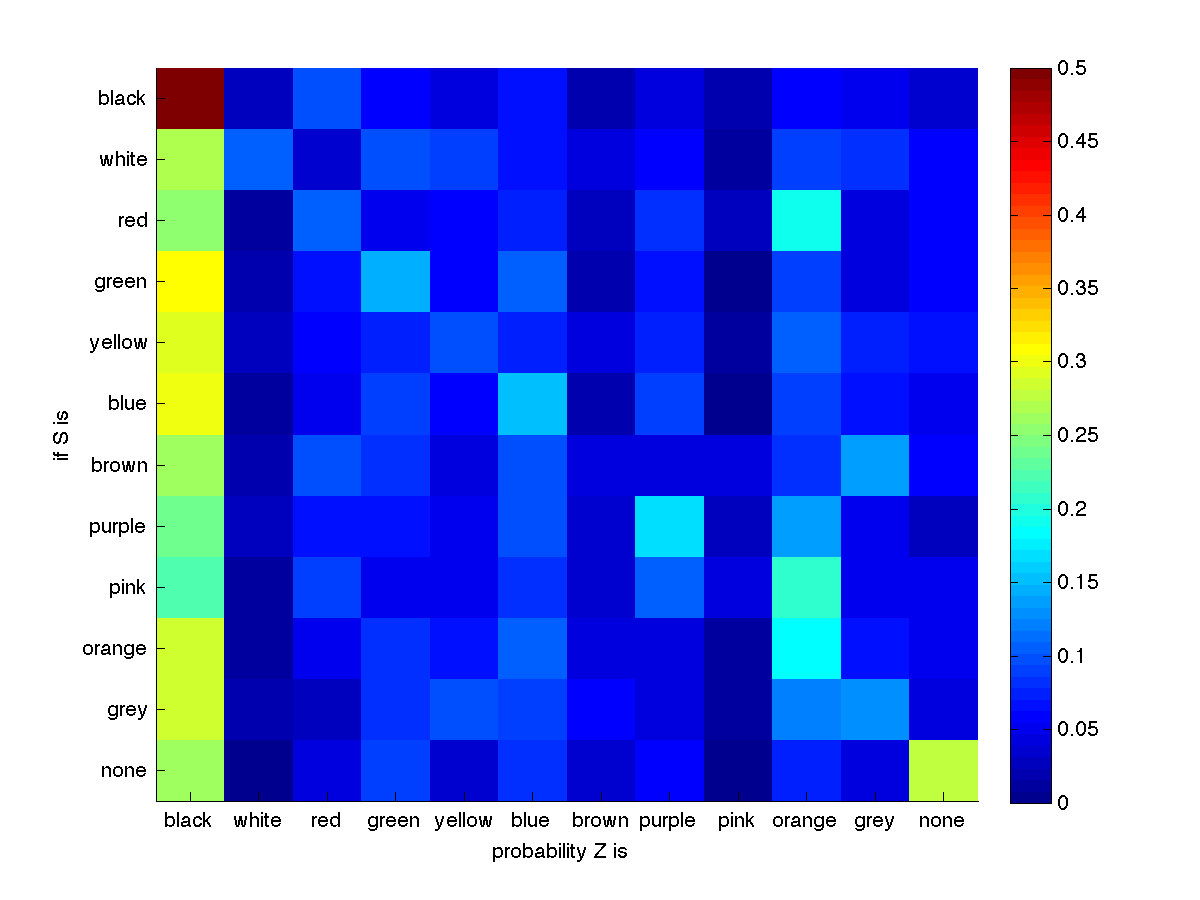 if S is
black
white
red
green
yellow
blue
brown
purple
pink
orange
grey
none
black white red green yellow blue brown purple pink orange grey none
probability Z is
0.5
0.45
0.4
0.35
0.3
0.25
0.2
0.15
0.1
0.05
0